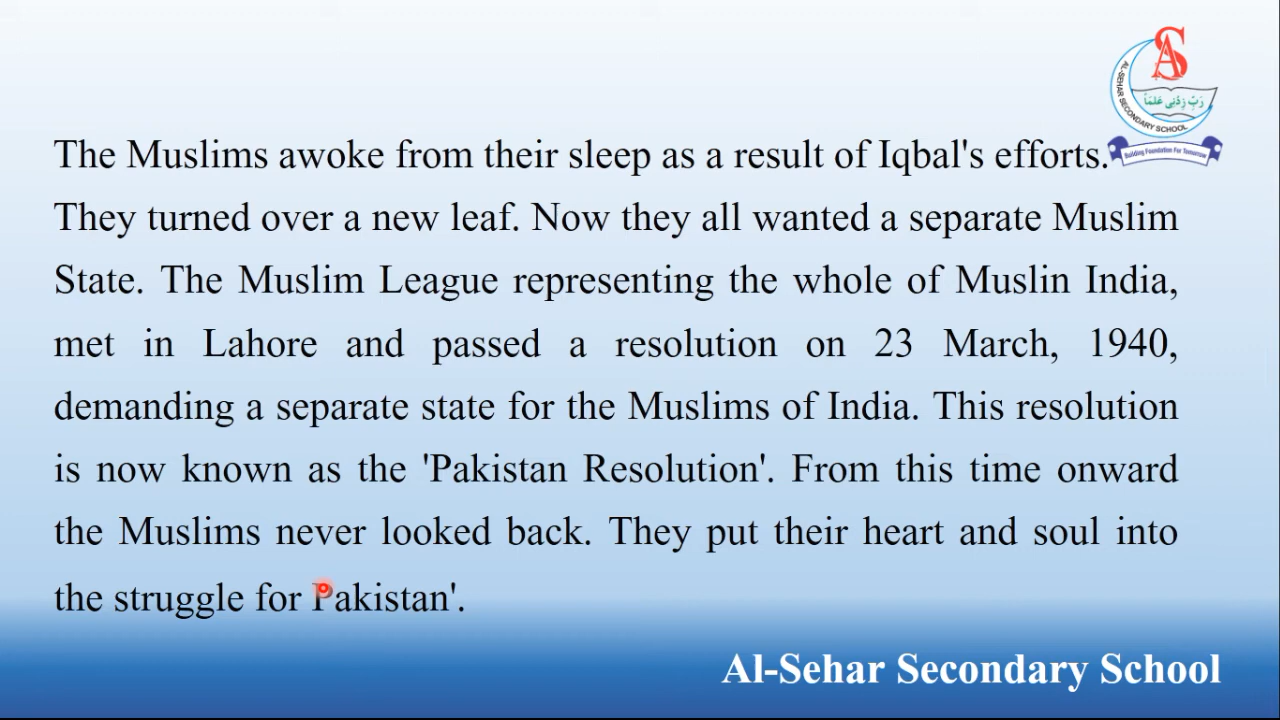 AS
AL-SEHAR SECONDARY SCHOOL
رَبِّ زِدْنِى عِلْمًا
Building Foundation For Tomorrow
The Muslims awoke from their sleep as a result of Iqbal's efforts.
They turned over a new leaf. Now they all wanted a separate Muslim
State. The Muslim League representing the whole of Muslin India,
met in Lahore and passed a resolution on 23 March, 1940,
demanding a separate state for the Muslims of India. This resolution
is now known as the 'Pakistan Resolution'. From this time onward
the Muslims never looked back. They put their heart and soul into
the struggle for Pakistan'.
Al-Sehar Secondary School